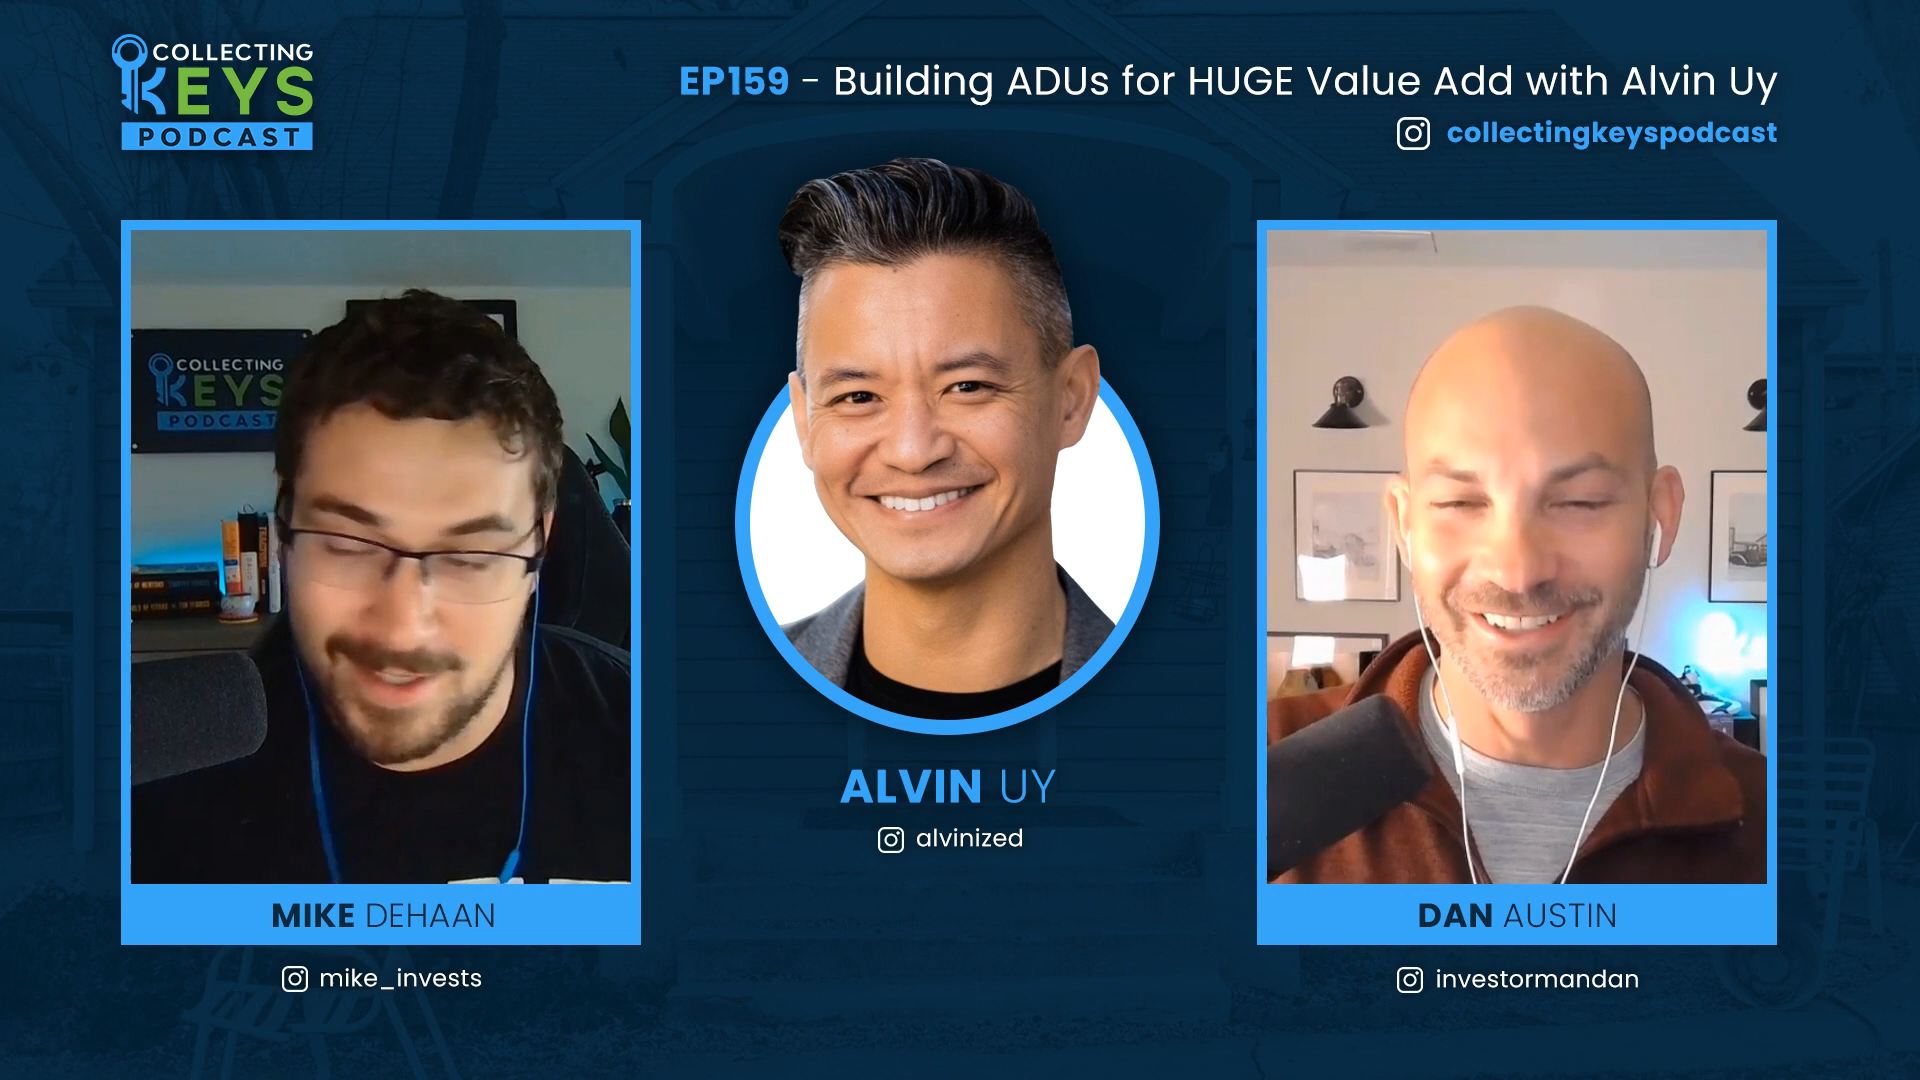 COLLECTING
KEYS
PODCAST
EP159 - Building ADUs for HUGE Value Add with Alvin Uy
collectingkeyspodcast
COLLECTING
KEYS
PODCAST
ALVIN UY
alvinized
MIKE DEHAAN
mike_invests
DAN AUSTIN
investormandan